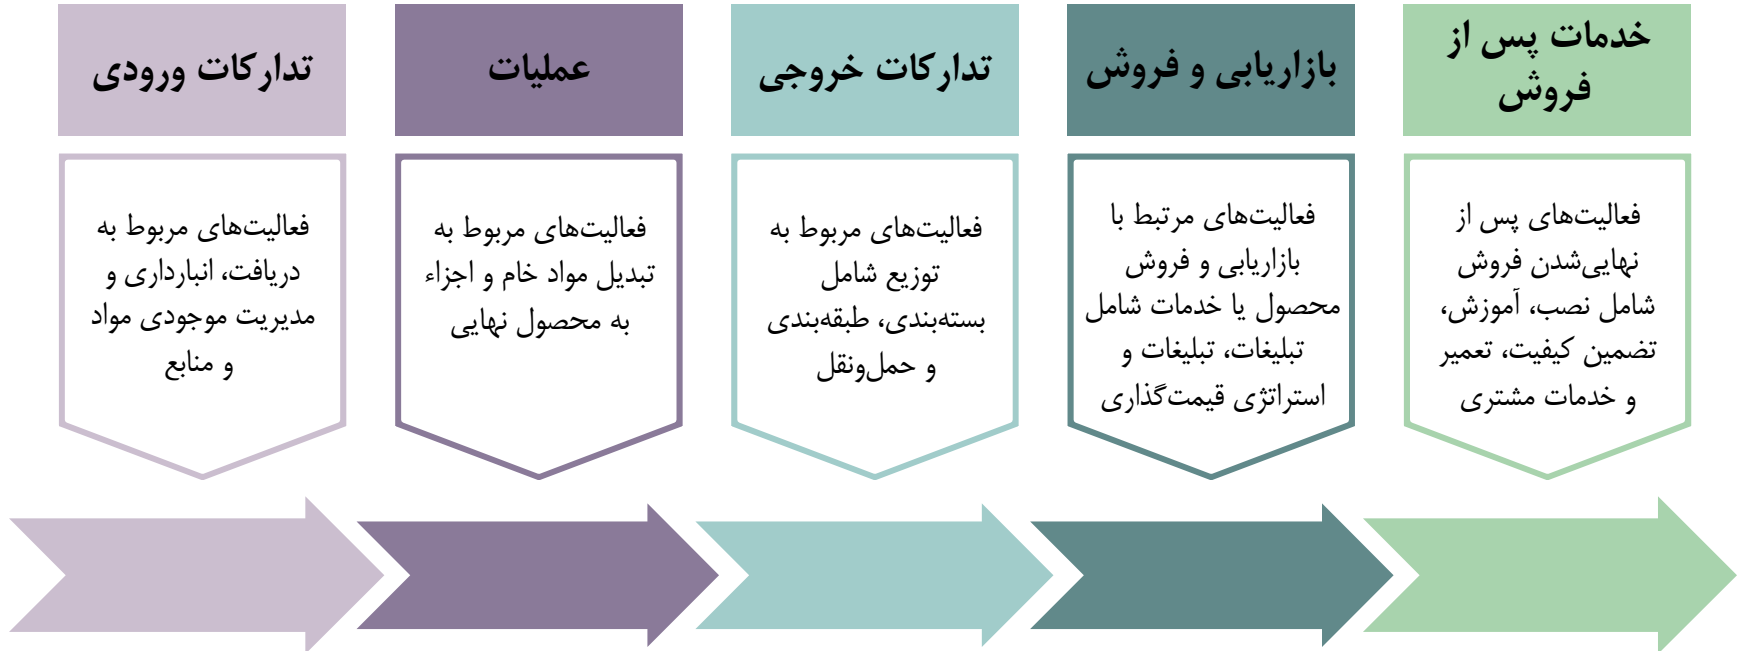 تدارکات ورودی
فعالیت‌های مربوط به
دریافت، انبارداری و
مدیریت موجودی مواد
و منابع
عملیات
فعالیت‌های مربوط به
تبدیل مواد خام و اجزاء
به محصول نهایی
تدارکات خروجی
فعالیت‌های مربوط به
توزیع شامل
بسته‌بندی، طبقه‌بندی
و حمل‌ونقل
بازاریابی و فروش
فعالیت‌های مرتبط با
بازاریابی و فروش
محصول یا خدمات شامل
تبلیغات، تبلیغات و
استراتژی قیمت‌گذاری
خدمات پس از
فروش
فعالیت‌های پس از
نهایی‌شدن فروش
شامل نصب، آموزش،
تضمین کیفیت، تعمیر
و خدمات مشتری